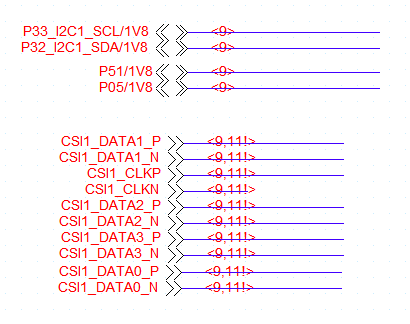 P33_I2C1_SCL/1V8 <9>
P32_I2C1_SDA/1V8 <9>
P51/1V8 <9>
P05/1V8 <9>
CSI1_DATA1_P <9,11!>
CSI1_DATA1_N <9,11!>
CSI1_CLKP <9,11!>
CSI1_CLKN <9,11!>
CSI1_DATA2_P <9,11!>
CSI1_DATA2_N <9,11!>
CSI1_DATA3_P <9,11!>
CSI1_DATA3_N <9,11!>
CSI1_DATA0_P <9,11!>
CSI1_DATA0_N <9,11!>